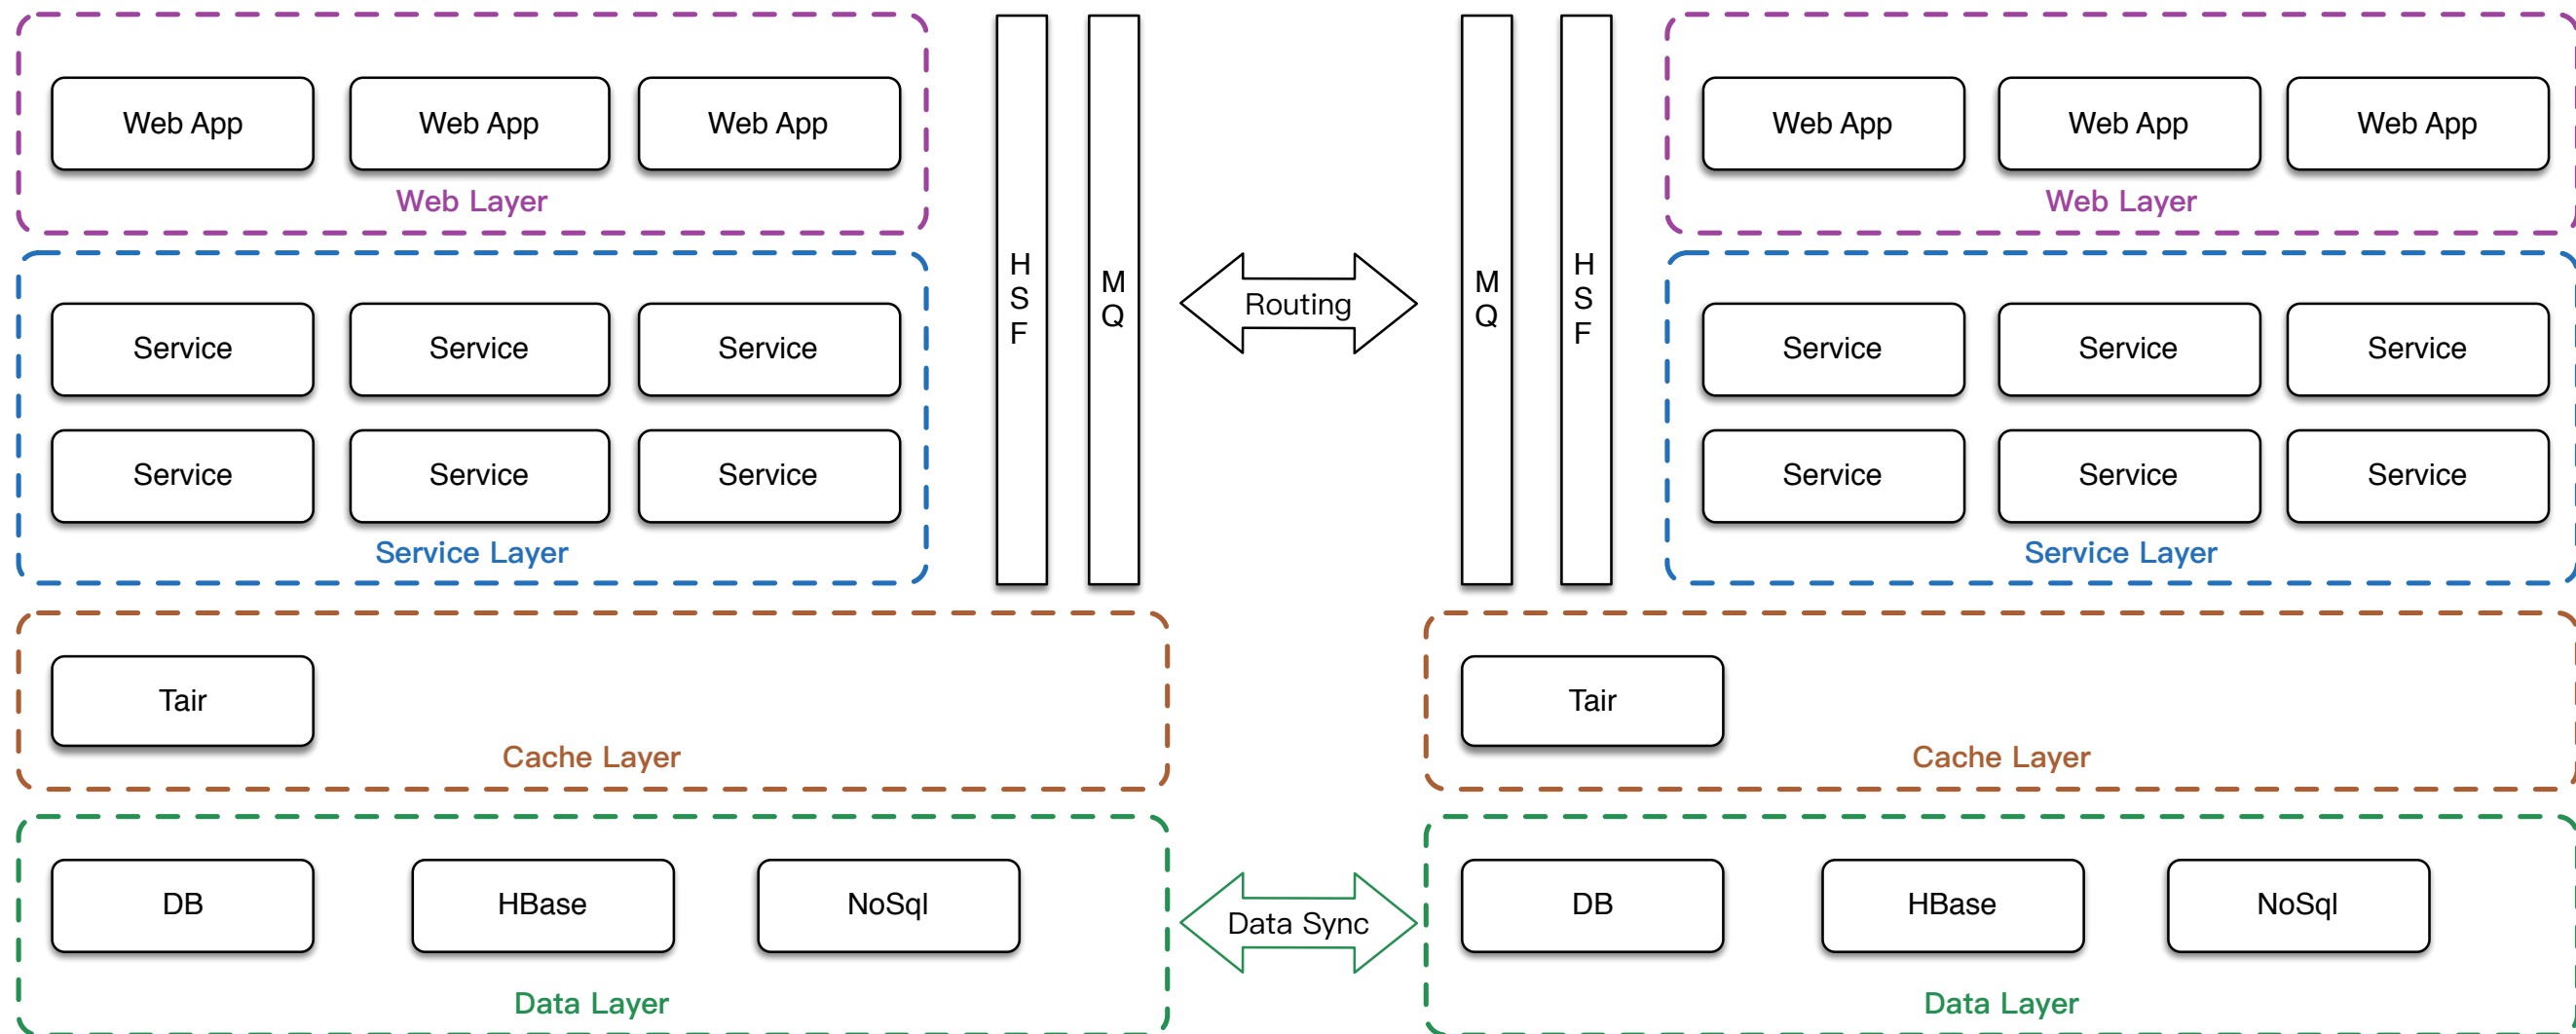 Web App
Web App
Web App
Web Layer
Service
Service
Service
Service
Service
Service
Service Layer
H
S
F
M
Q
Routing
M
Q
H
S
F
Web App
Web App
Web App
Web Layer
Service
Service
Service
Service
Service
Service
Service Layer
Tair
Cache Layer
Tair
Cache Layer
DB
HBase
NoSql
Data Layer
Data Sync
DB
HBase
NoSql
Data Layer